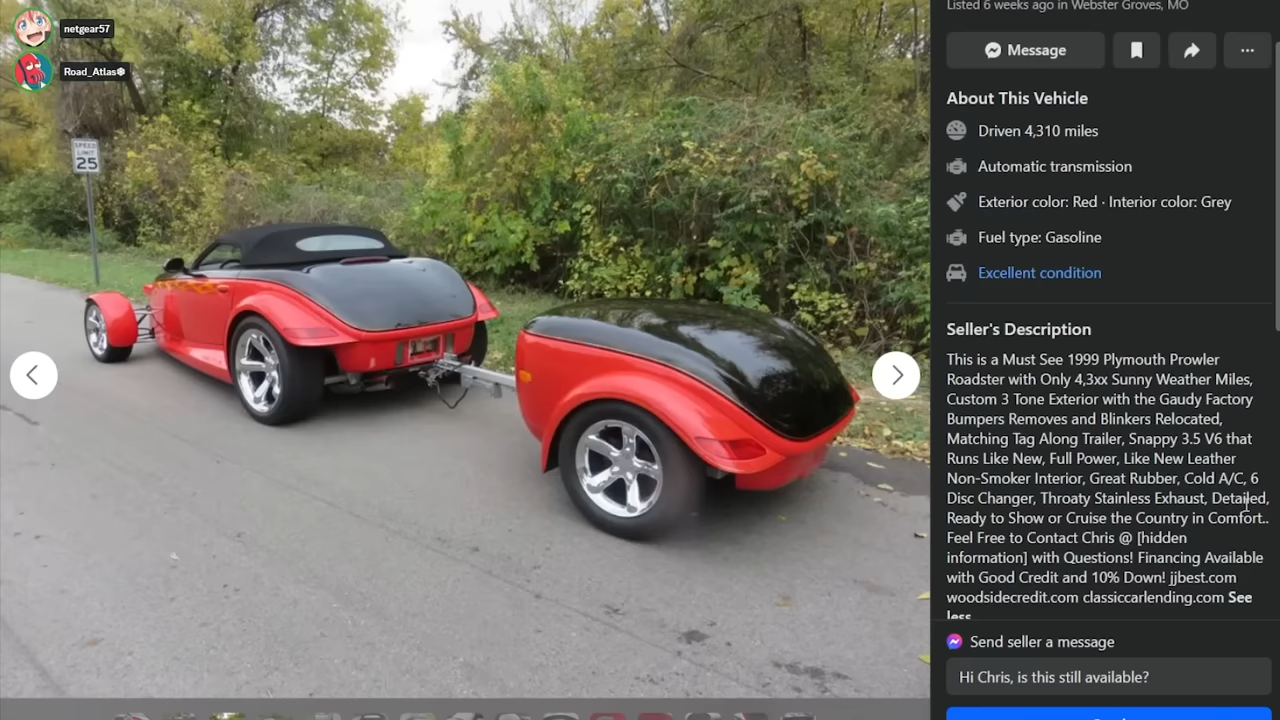 netgear57
Road_Atlas
SPEED
LIMIT
25
Listed 6 weeks ago in Webster Groves, MO
Message
About This Vehicle
Driven 4,310 miles
Automatic transmission
Exterior color: Red · Interior color: Grey
Fuel type: Gasoline
Excellent condition
Seller's Description
This is a Must See 1999 Plymouth Prowler
Roadster with Only 4,3xx Sunny Weather Miles,
Custom 3 Tone Exterior with the Gaudy Factory
Bumpers Removes and Blinkers Relocated,
Matching Tag Along Trailer, Snappy 3.5 V6 that
Runs Like New, Full Power, Like New Leather
Non-Smoker Interior, Great Rubber, Cold A/C, 6
Disc Changer, Throaty Stainless Exhaust, Detailed,
Ready to Show or Cruise the Country in Comfort..
Feel Free to Contact Chris @ [hidden
information] with Questions! Financing Available
with Good Credit and 10% Down! jjbest.com
woodsidecredit.com classiccarlending.com See
less
Send seller a message
Hi Chris, is this still available?